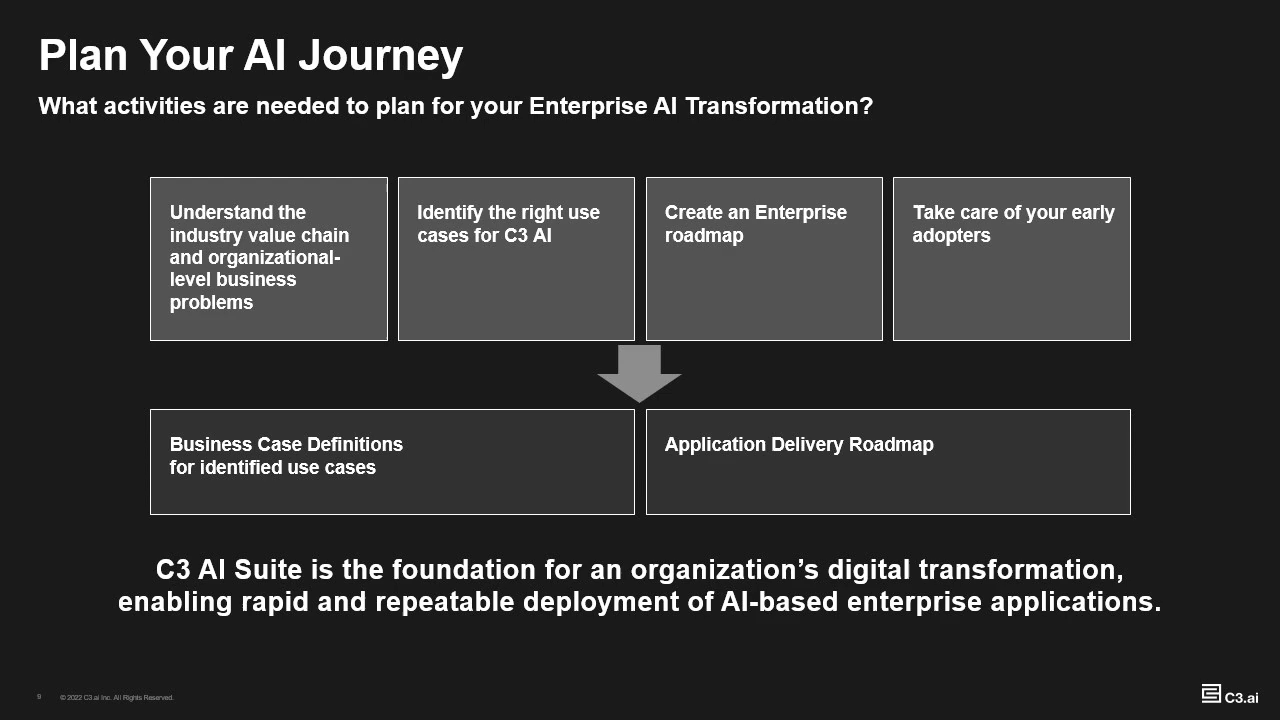 Plan Your AI Journey
What activities are needed to plan for your Enterprise AI Transformation?
Understand the
industry value chain
and organizational-
level business
problems
Identify the right use
cases for C3 AI
Create an Enterprise
roadmap
Take care of your early
adopters
Business Case Definitions
for identified use cases
Application Delivery Roadmap
C3 AI Suite is the foundation for an organization’s digital transformation,
enabling rapid and repeatable deployment of AI-based enterprise applications.
9
© 2022 C3.ai Inc. All Rights Reserved.
C3.ai